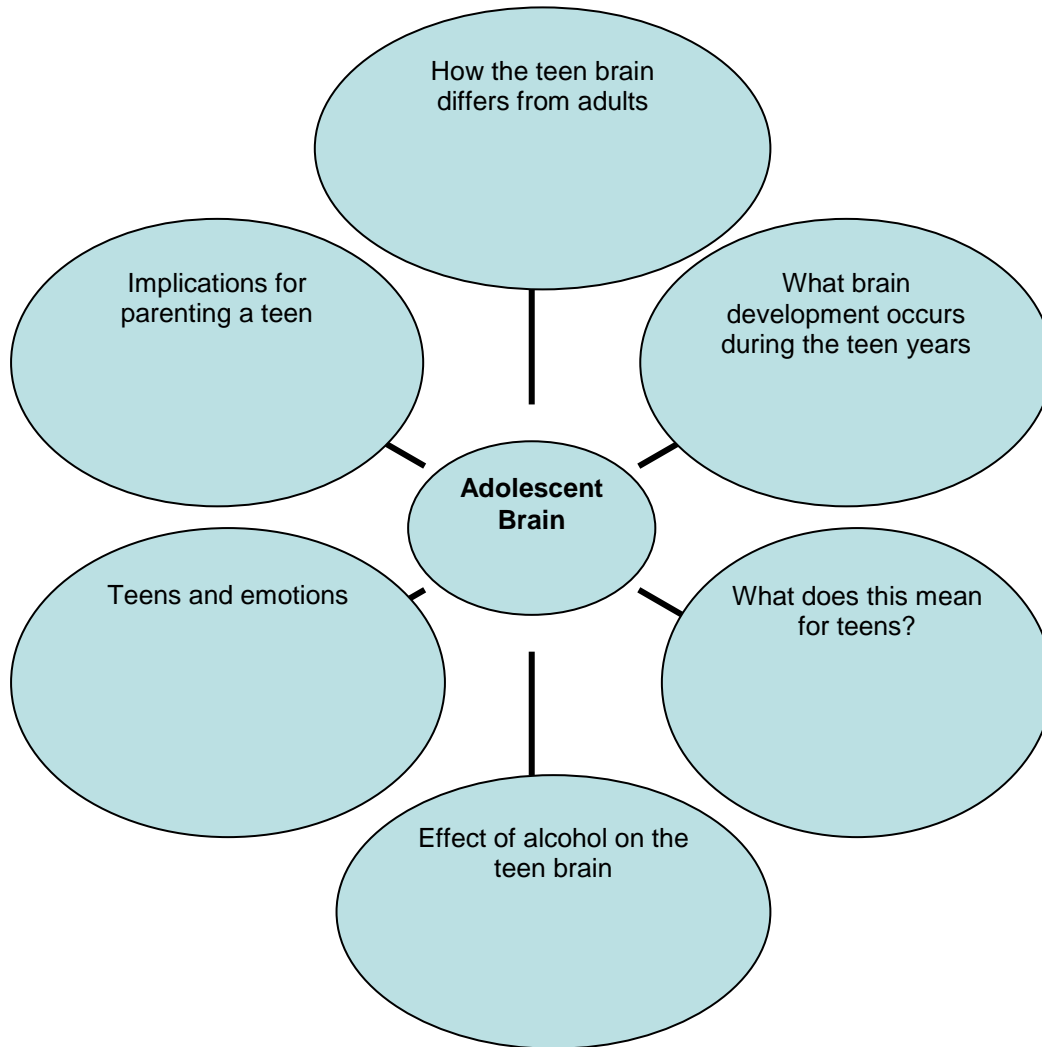 How the teen brain
differs from adults
Implications for
parenting a teen
What brain
development occurs
during the teen years
Adolescent
Brain
Teens and emotions
What does this mean
for teens?
Effect of alcohol on the
teen brain